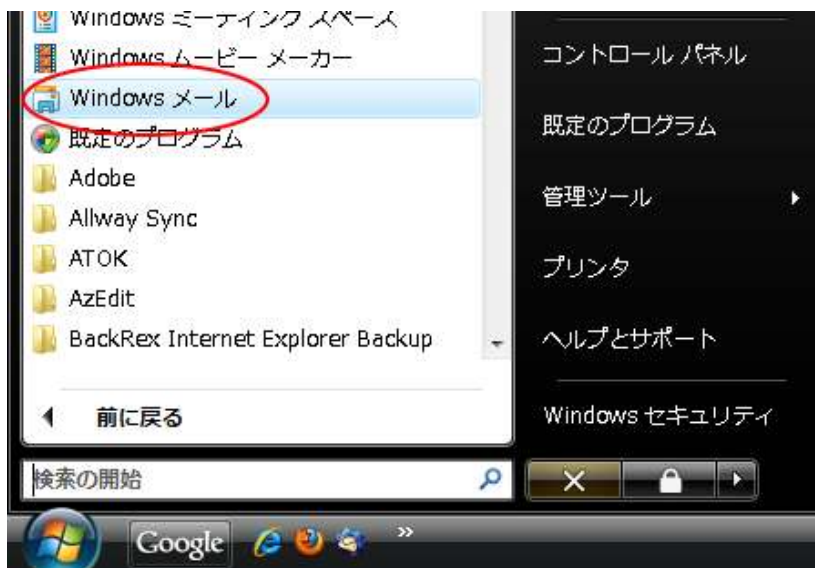 Windows ミーティング スペース
Windows ムービー メーカー
Windows メール
既定のプログラム
Adobe
Allway Sync
ATOK
AzEdit
BackRex Internet Explorer Backup
前に戻る
検索の開始
コントロール パネル
既定のプログラム
管理ツール
プリンタ
ヘルプとサポート
Windows セキュリティ
Google